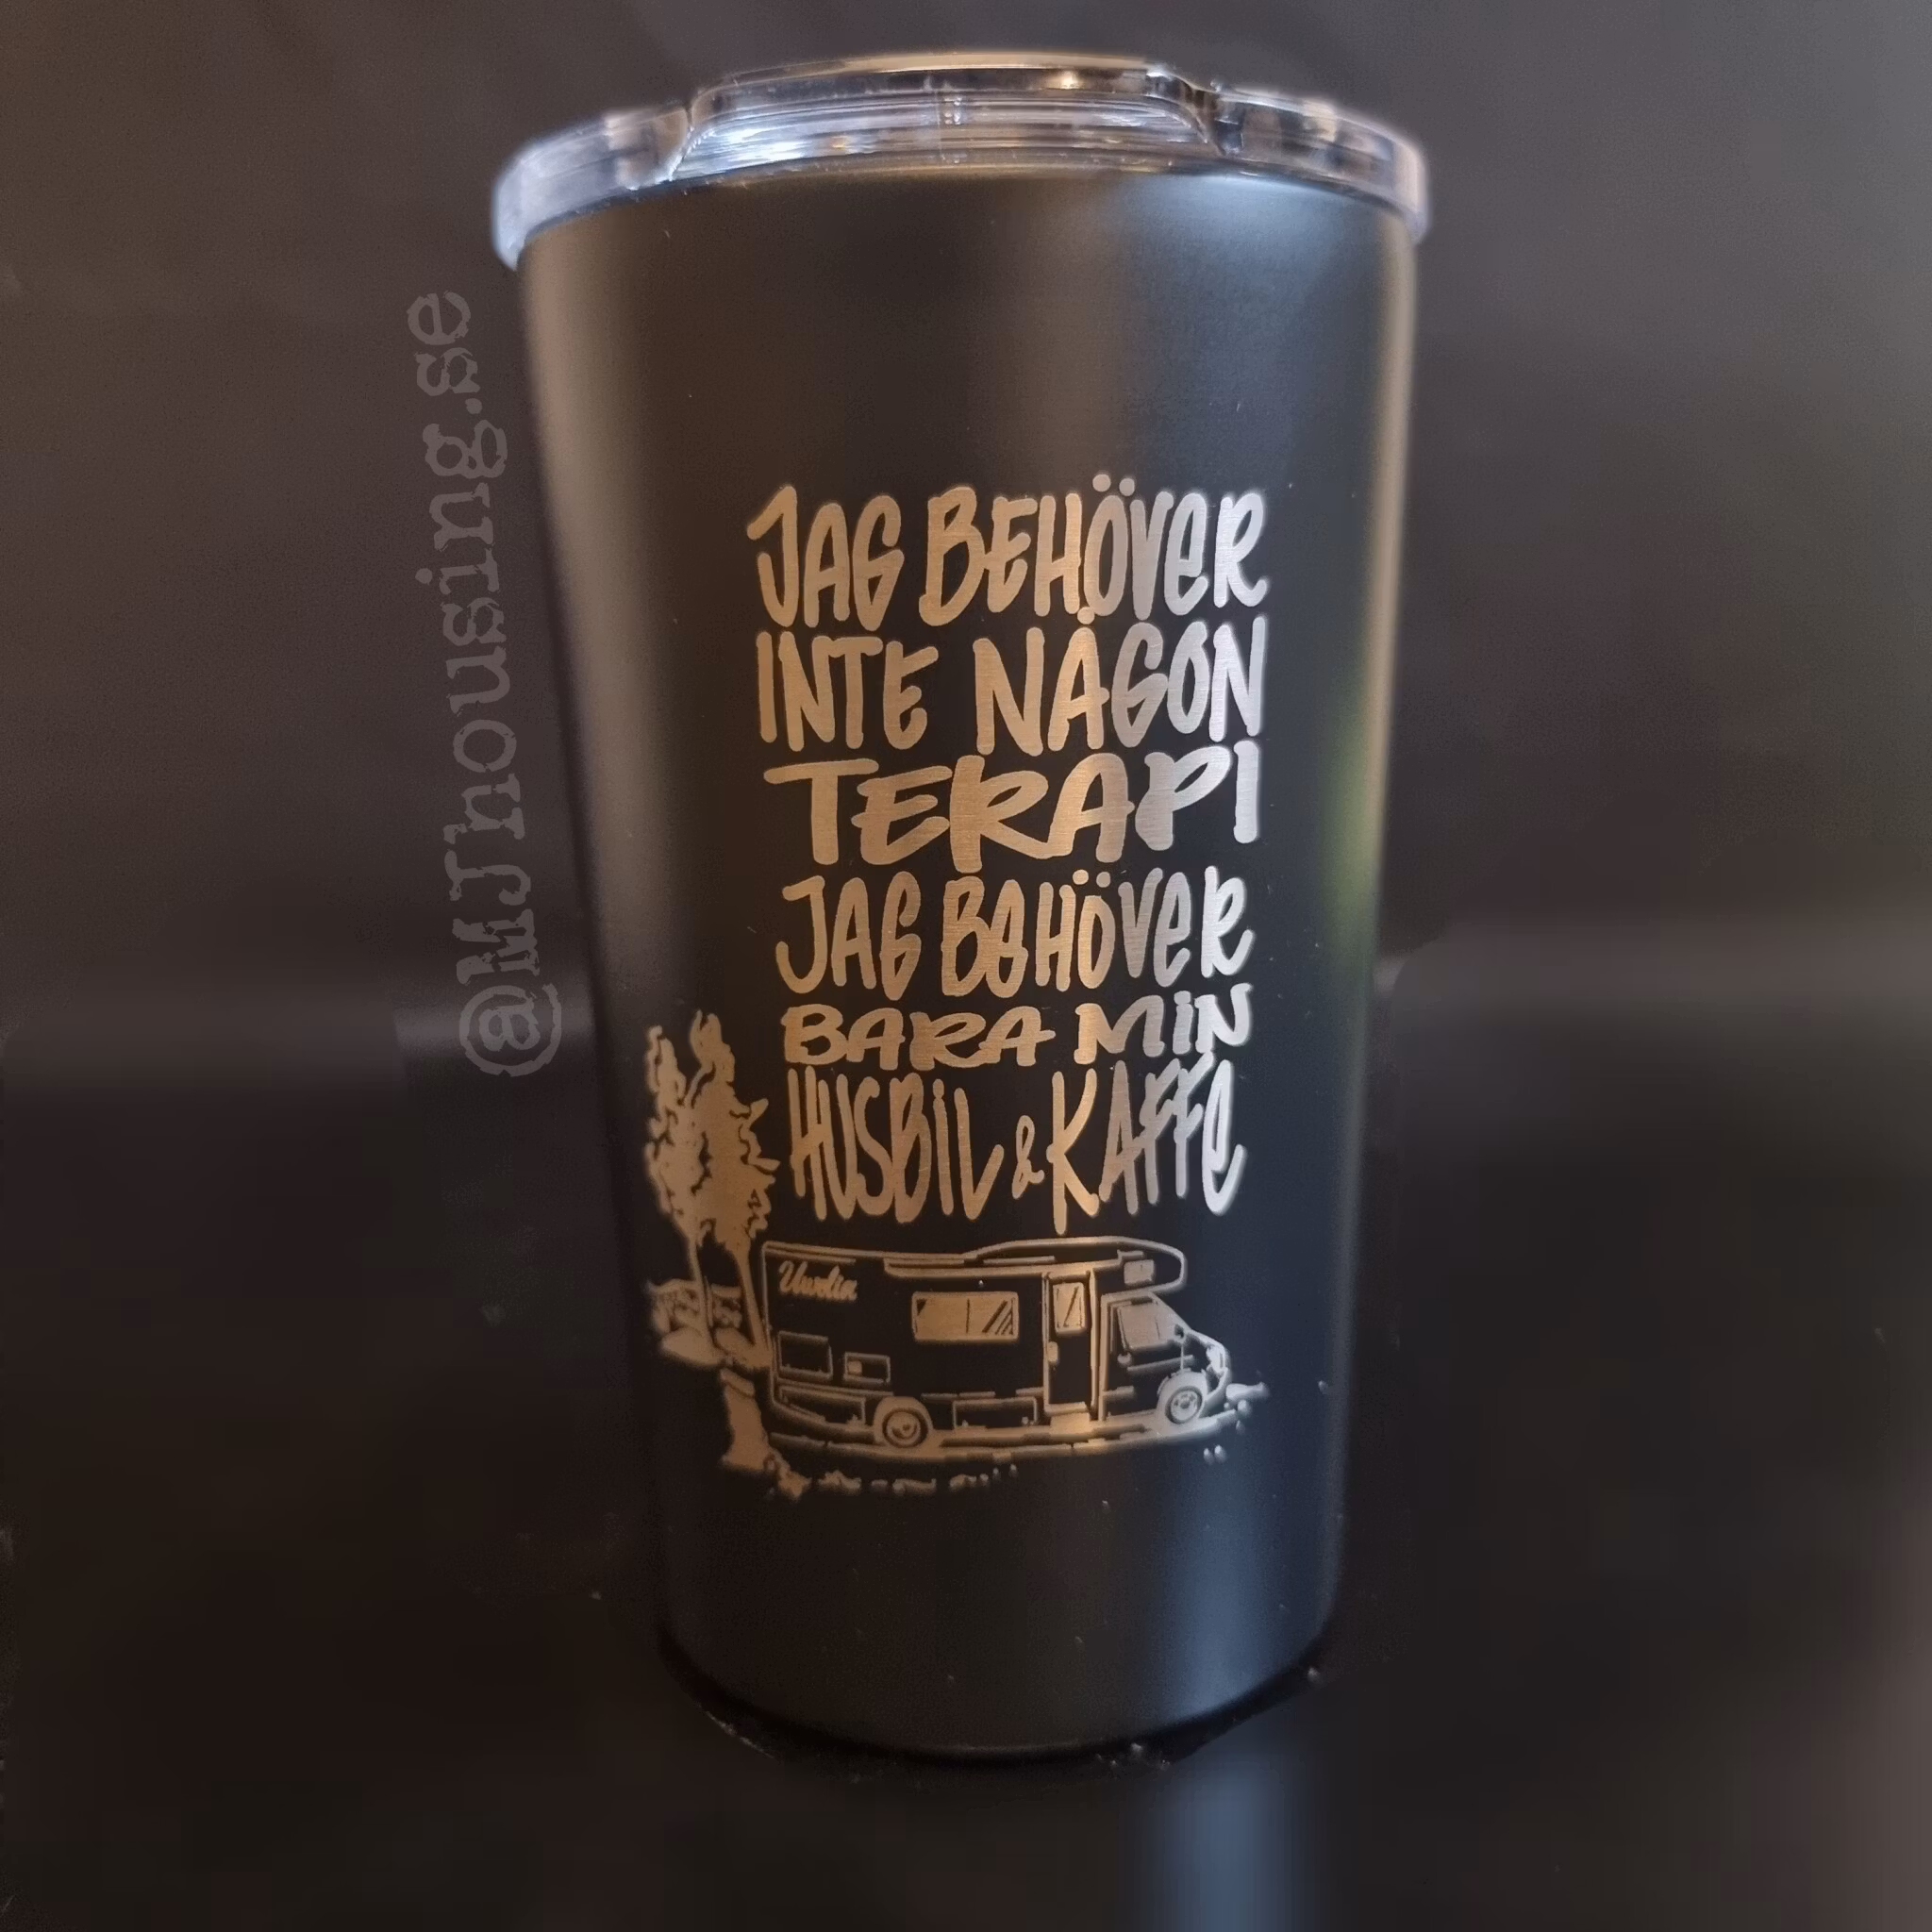 JAG BEHÖVER
INTE NÅGON
TERAPI
JAG BEHÖVER
BARA MIN
HUSBIL & KAFFE
@MJhousing.se